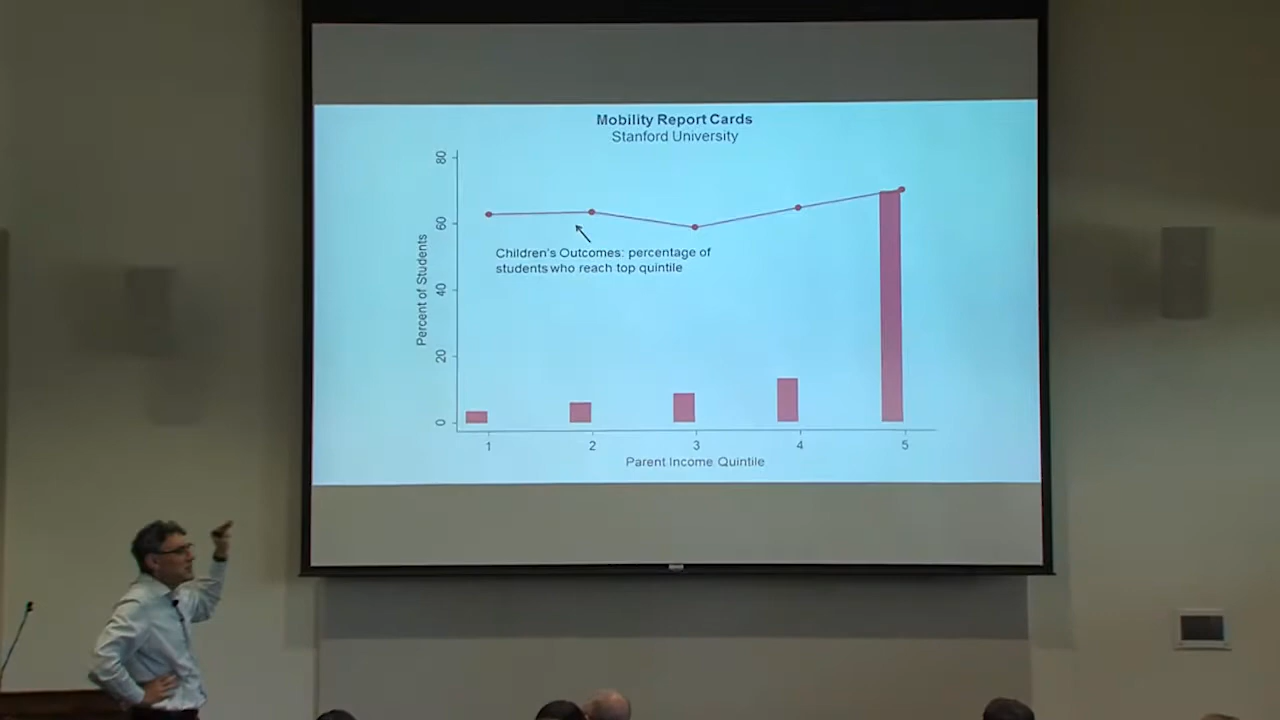 Mobility Report Cards
Stanford University
80
60
40
20
0
Percent of Students
Children's Outcomes: percentage of
students who reach top quintile
1 2 3 4 5
Parent Income Quintile